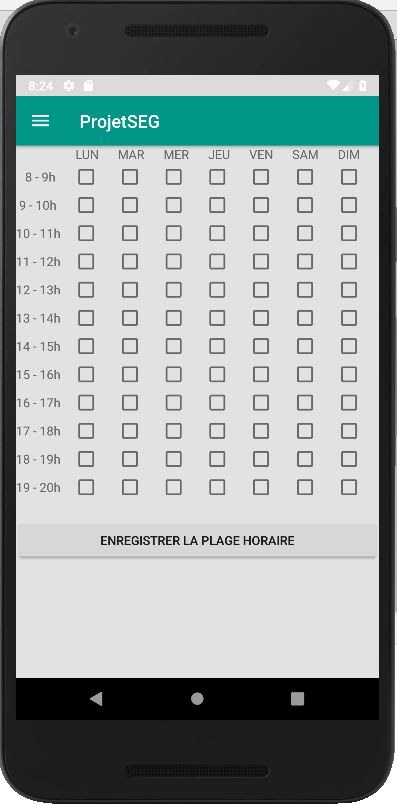 8:24
ProjetSEG
LUN MAR MER JEU VEN SAM DIM
8 - 9h
9 - 10h
10 - 11h
11 - 12h
12 - 13h
13 - 14h
14 - 15h
15 - 16h
16 - 17h
17 - 18h
18 - 19h
19 - 20h
ENREGISTRER LA PLAGE HORAIRE